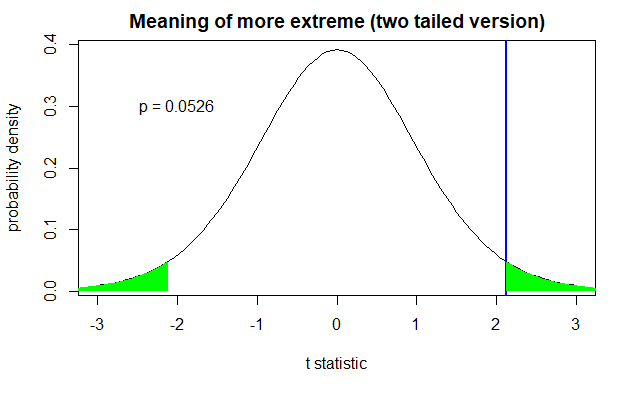 Meaning of more extreme (two tailed version)
probability density
0.4
0.3
0.2
0.1
0.0
p = 0.0526
-3 -2 -1 0 1 2 3
t statistic